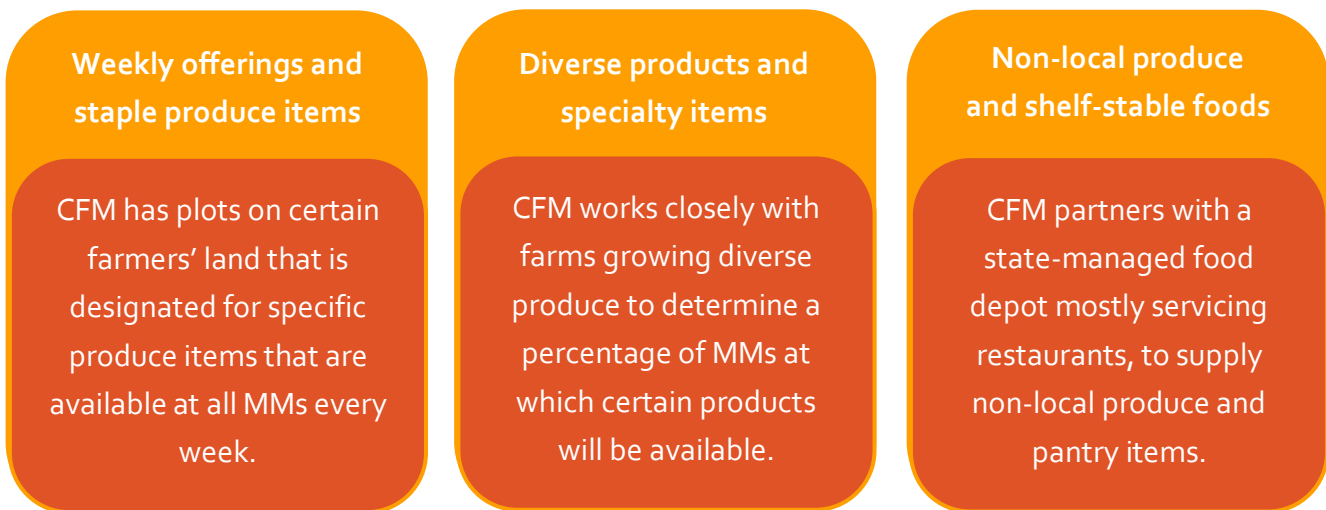 Weekly offerings and
staple produce items
CFM has plots on certain
farmers’ land that is
designated for specific
produce items that are
available at all MMs every
week.
Diverse products and
specialty items
CFM works closely with
farms growing diverse
produce to determine a
percentage of MMs at
which certain products
will be available.
Non-local produce
and shelf-stable foods
CFM partners with a
state-managed food
depot mostly servicing
restaurants, to supply
non-local produce and
pantry items.